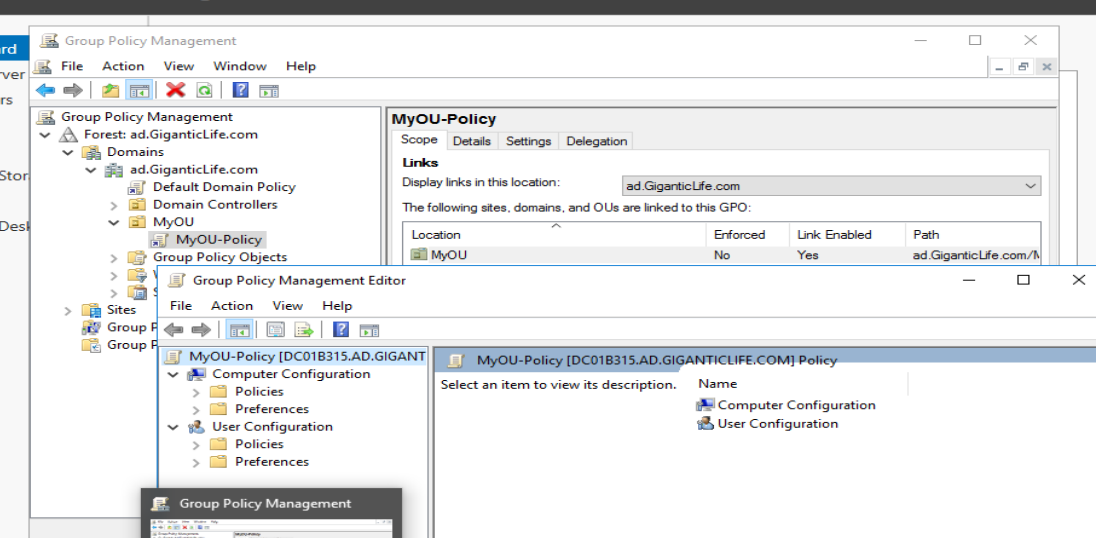 rd
ver
rs
Stor
Desk
Group Policy Management
File Action View Window Help
Group Policy Management
Forest: ad.GiganticLife.com
Domains
ad.GiganticLife.com
Default Domain Policy
Domain Controllers
MyOU
MyOU-Policy
Group Policy Objects
Sites
Group P
Group P
MyOU-Policy
Scope Details Settings Delegation
Links
Display links in this location: ad.GiganticLife.com
The following sites, domains, and OUs are linked to this GPO:
Location Enforced Link Enabled Path
MyOU No Yes ad.GiganticLife.com/M
Group Policy Management Editor
File Action View Help
MyOU-Policy [DC01B315.AD.GIGANT
Computer Configuration
Policies
Preferences
User Configuration
Policies
Preferences
MyOU-Policy [DC01B315.AD.GIGANTICLIFE.COM] Policy
Select an item to view its description. Name
Computer Configuration
User Configuration
Group Policy Management